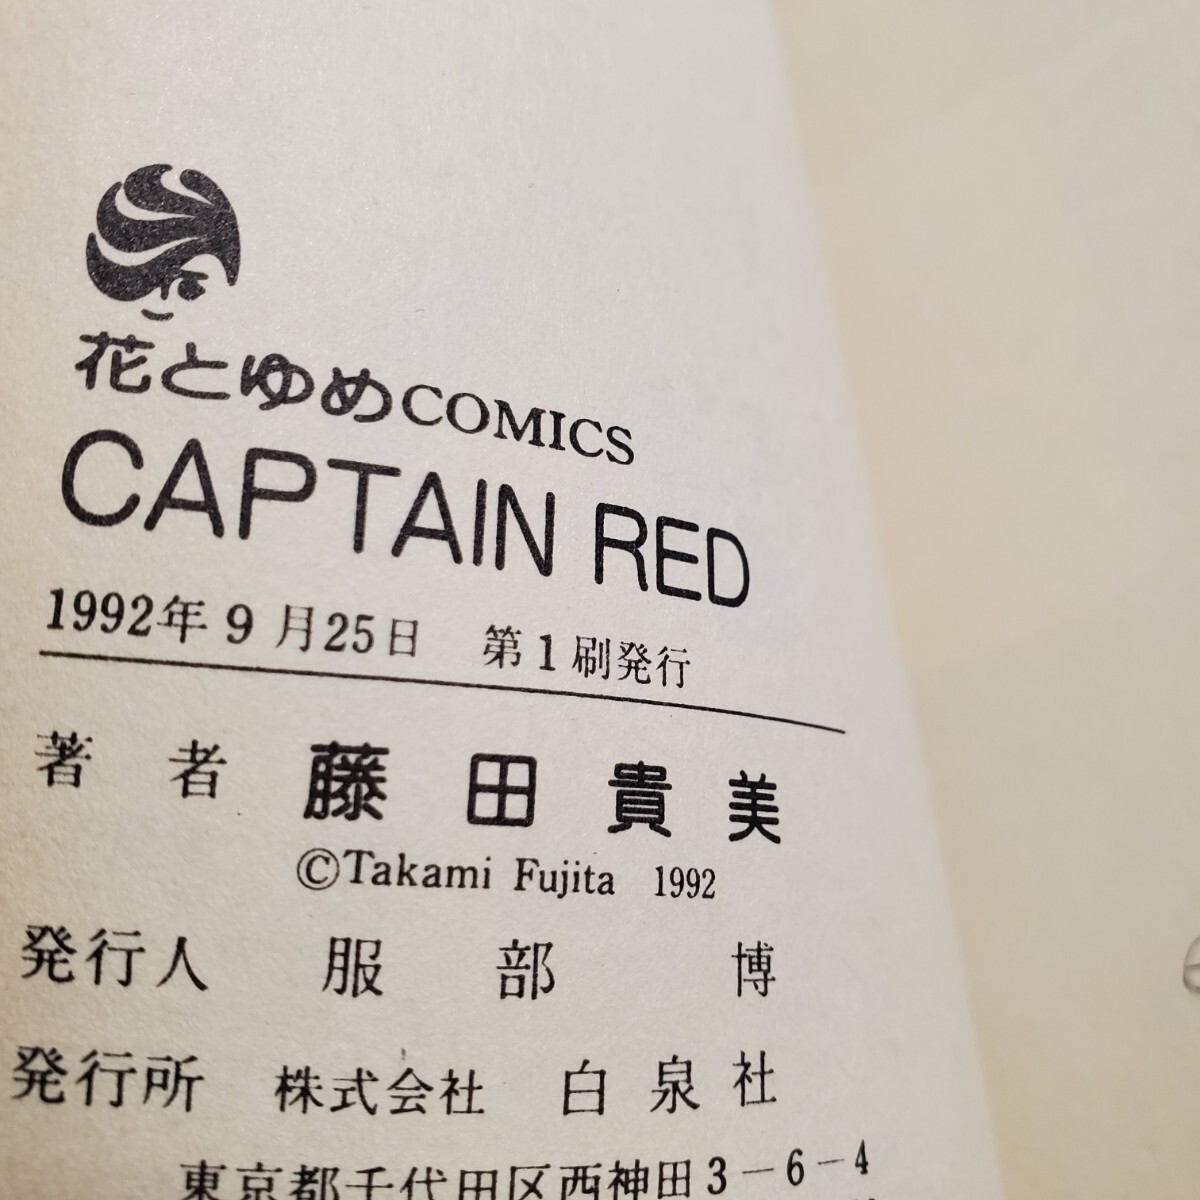 花とゆめCOMICS
CAPTAIN RED
1992年9月25日 第1刷発行
著者 藤田貴美
©Takami Fujita 1992
発行人 服部博
発行所 株式会社 白泉社
東京都千代田区西神田3-6-4